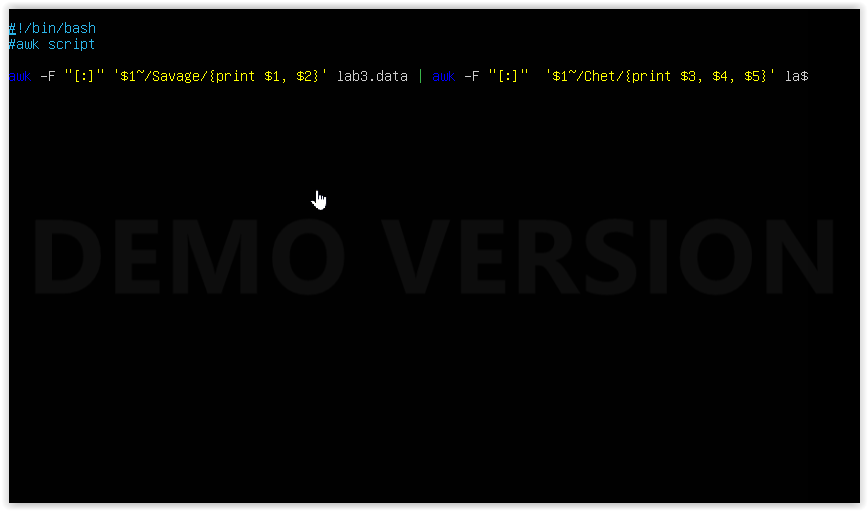 #!/bin/bash
#awk script
awk -F "[:]" '$1~/Savage/{print $1, $2}' lab3.data | awk -F "[:]"  '$1~/Chet/{print $3, $4, $5}' la$
DEMO VERSION